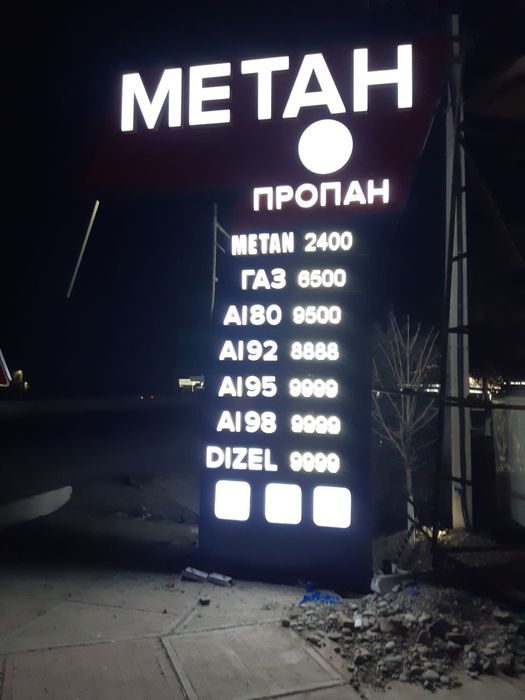 МЕТАН
ПРОПАН
METAN 2400
ГАЗ 6500
AI80 9500
AI92 8888
AI95 9999
AI98 9999
DIZEL 9999